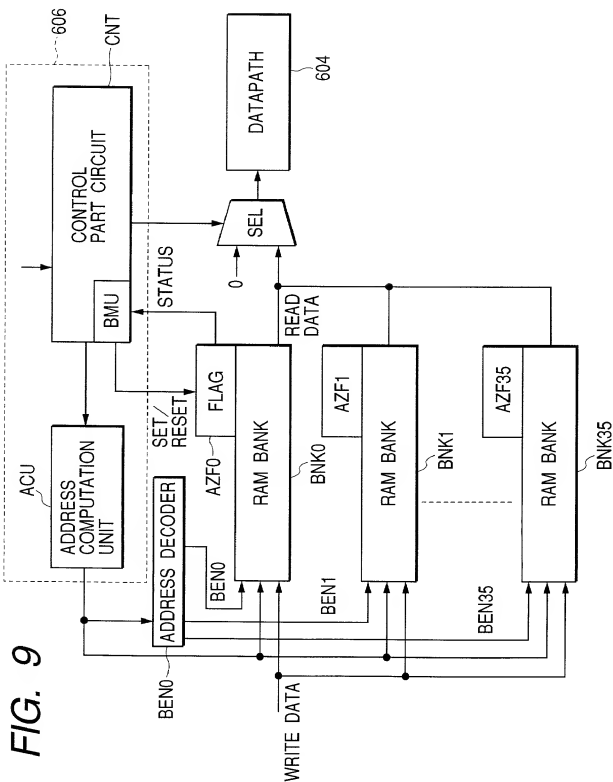 FIG. 9
606
CNT
CONTROL
PART CIRCUIT
BMU
ACU
ADDRESS
COMPUTATION
UNIT
STATUS
SET/
RESET
ADDRESS DECODER
BEN0
BEN0
BEN1
BEN35
WRITE DATA
AZF0
FLAG
RAM BANK
BNK0
AZF1
RAM BANK
BNK1
AZF35
RAM BANK
BNK35
READ
DATA
0
SEL
DATAPATH
604